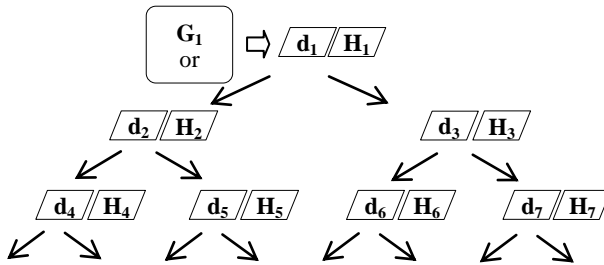 G₁
or
d₁ H₁
d₂ H₂ d₃ H₃
d₄ H₄ d₅ H₅ d₆ H₆ d₇ H₇